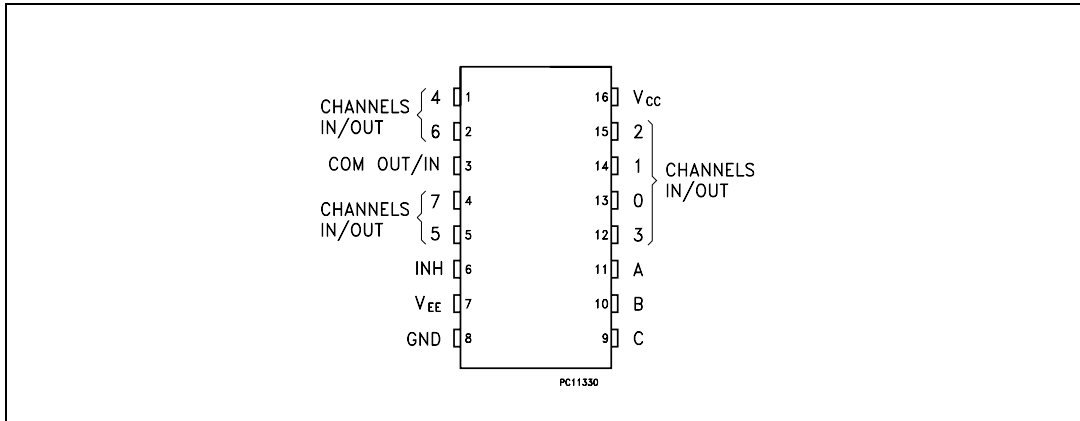 4 1
CHANNELS IN/OUT
6 2
COM OUT/IN 3
7 4
CHANNELS IN/OUT
5 5
INH 6
VEE 7
GND 8
16 VCC
15 2
14 1
CHANNELS IN/OUT
13 0
12 3
11 A
10 B
9 C
PC11330